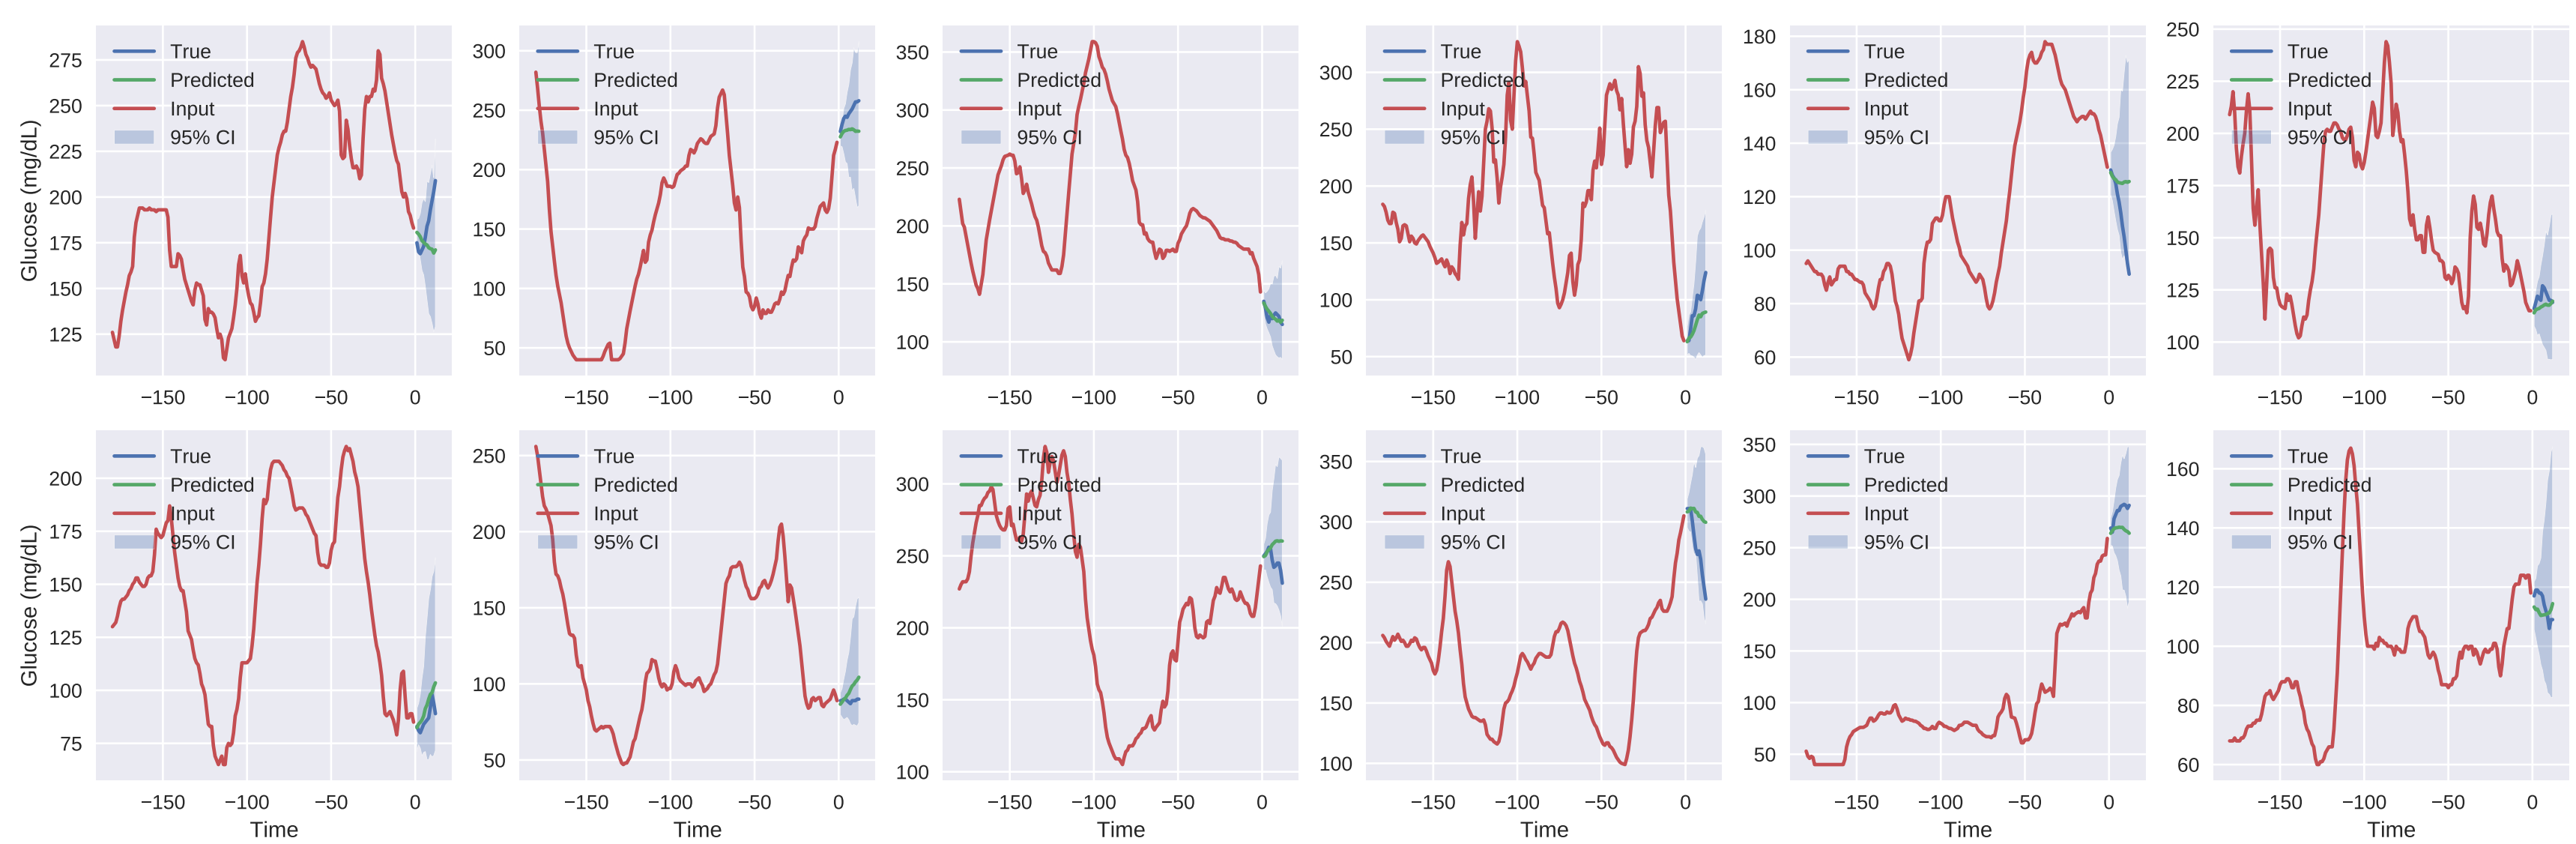 Glucose (mg/dL)
275
250
225
200
175
150
125
True
Predicted
Input
95% CI
−150 −100 −50 0
300
250
200
150
100
50
True
Predicted
Input
95% CI
−150 −100 −50 0
350
300
250
200
150
100
True
Predicted
Input
95% CI
−150 −100 −50 0
300
250
200
150
100
50
True
Predicted
Input
95% CI
−150 −100 −50 0
180
160
140
120
100
80
60
True
Predicted
Input
95% CI
−150 −100 −50 0
250
225
200
175
150
125
100
True
Predicted
Input
95% CI
−150 −100 −50 0
Glucose (mg/dL)
200
175
150
125
100
75
True
Predicted
Input
95% CI
−150 −100 −50 0
Time
250
200
150
100
50
True
Predicted
Input
95% CI
−150 −100 −50 0
Time
300
250
200
150
100
True
Predicted
Input
95% CI
−150 −100 −50 0
Time
350
300
250
200
150
100
True
Predicted
Input
95% CI
−150 −100 −50 0
Time
350
300
250
200
150
100
50
True
Predicted
Input
95% CI
−150 −100 −50 0
Time
160
140
120
100
80
60
True
Predicted
Input
95% CI
−150 −100 −50 0
Time